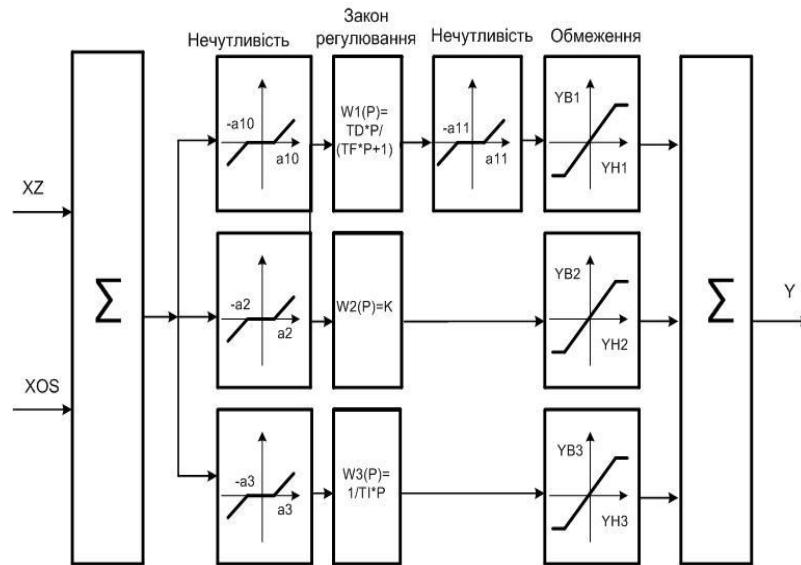 Нечутливість
Закон
регулювання
Нечутливість
Обмеження
-a10
a10
W1(P)=
TD*P/
(TF*P+1)
-a11
a11
YB1
YH1
XZ
Σ
-a2
a2
W2(P)=K
YB2
YH2
Σ
Y
XOS
-a3
a3
W3(P)=
1/TI*P
YB3
YH3